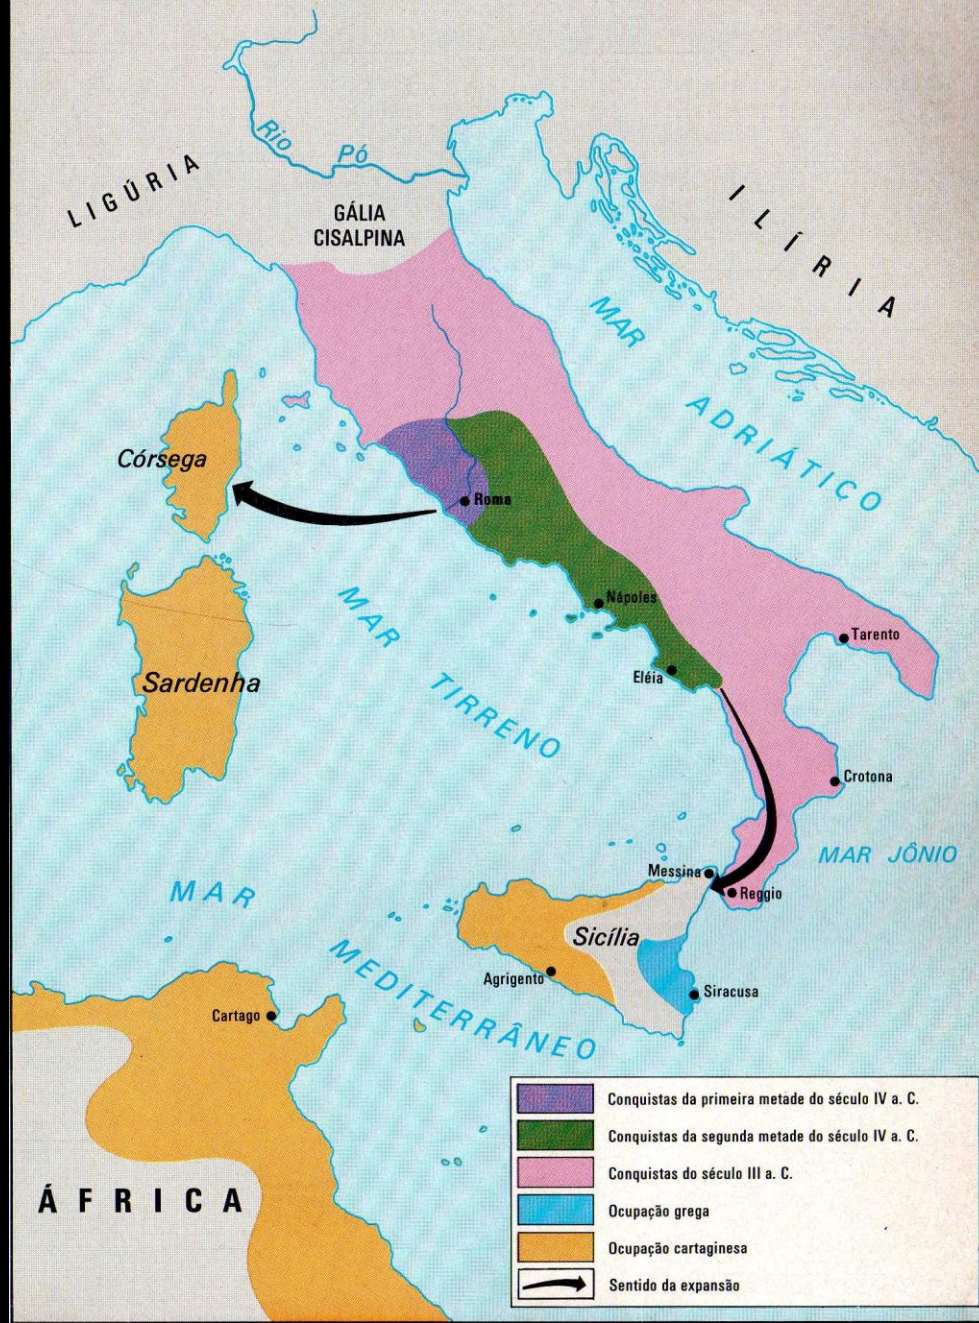 Rio Pó
LIGÚRIA
GÁLIA
CISALPINA
ILÍRIA
MAR
ADRIÁTICO
Córsega
Roma
MAR
TIRRENO
Nápoles
Tarento
Eléia
Sardenha
Crotona
MAR JÔNIO
Messina
Reggio
MAR
MEDITERRÂNEO
Sicília
Agrigento
Siracusa
Cartago
ÁFRICA
Conquistas da primeira metade do século IV a. C.
Conquistas da segunda metade do século IV a. C.
Conquistas do século III a. C.
Ocupação grega
Ocupação cartaginesa
Sentido da expansão